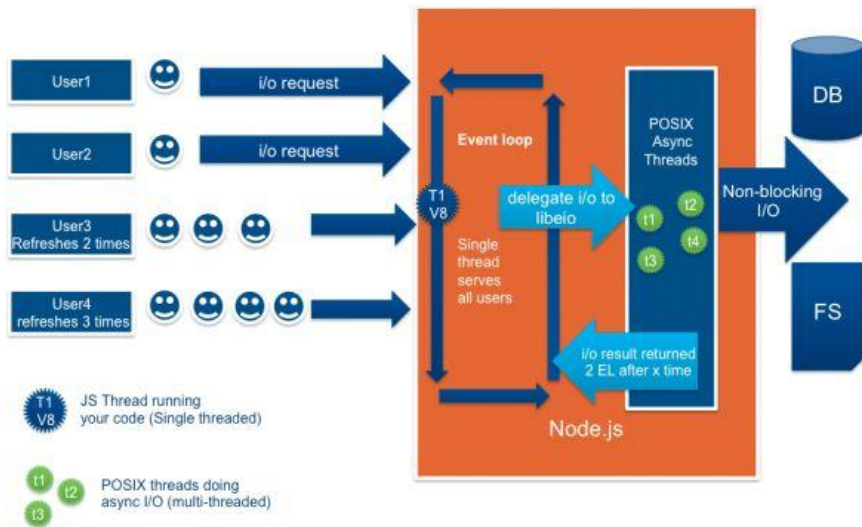 User1
i/o request
User2
i/o request
User3
Refreshes 2 times
User4
refreshes 3 times
Event loop
T1
V8
Single
thread
serves
all users
delegate i/o to
libeio
POSIX
Async
Threads
t1
t2
t4
t3
i/o result returned
2 EL after x time
Node.js
Non-blocking
I/O
DB
FS
T1
V8
JS Thread running
your code (Single threaded)
t1
t2
t3
POSIX threads doing
async I/O (multi-threaded)